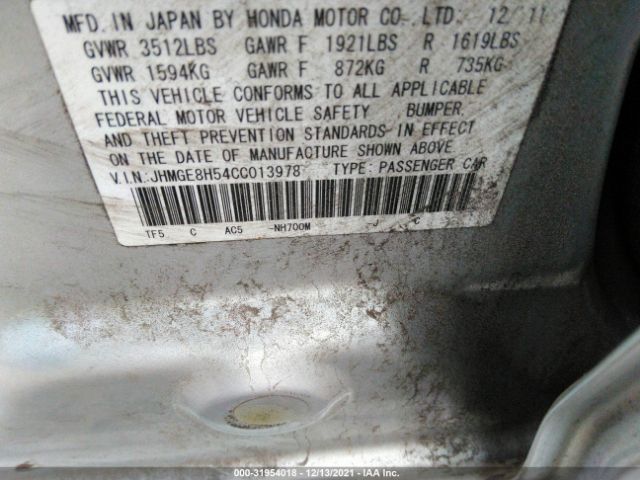 MFD. IN JAPAN BY HONDA MOTOR CO.,LTD. 12/11
GVWR 3512LBS GAWR F 1921LBS R 1619LBS
GVWR 1594KG GAWR F 872KG R 735KG
THIS VEHICLE CONFORMS TO ALL APPLICABLE
FEDERAL MOTOR VEHICLE SAFETY BUMPER,
AND THEFT PREVENTION STANDARDS IN EFFECT
ON THE DATE OF MANUFACTURE SHOWN ABOVE
V.I.N: JHMGE8H54CC013978 TYPE: PASSENGER CAR
TF5 C AC5 -NH700M J C
000-31954018 - 12/13/2021 - IAA Inc.